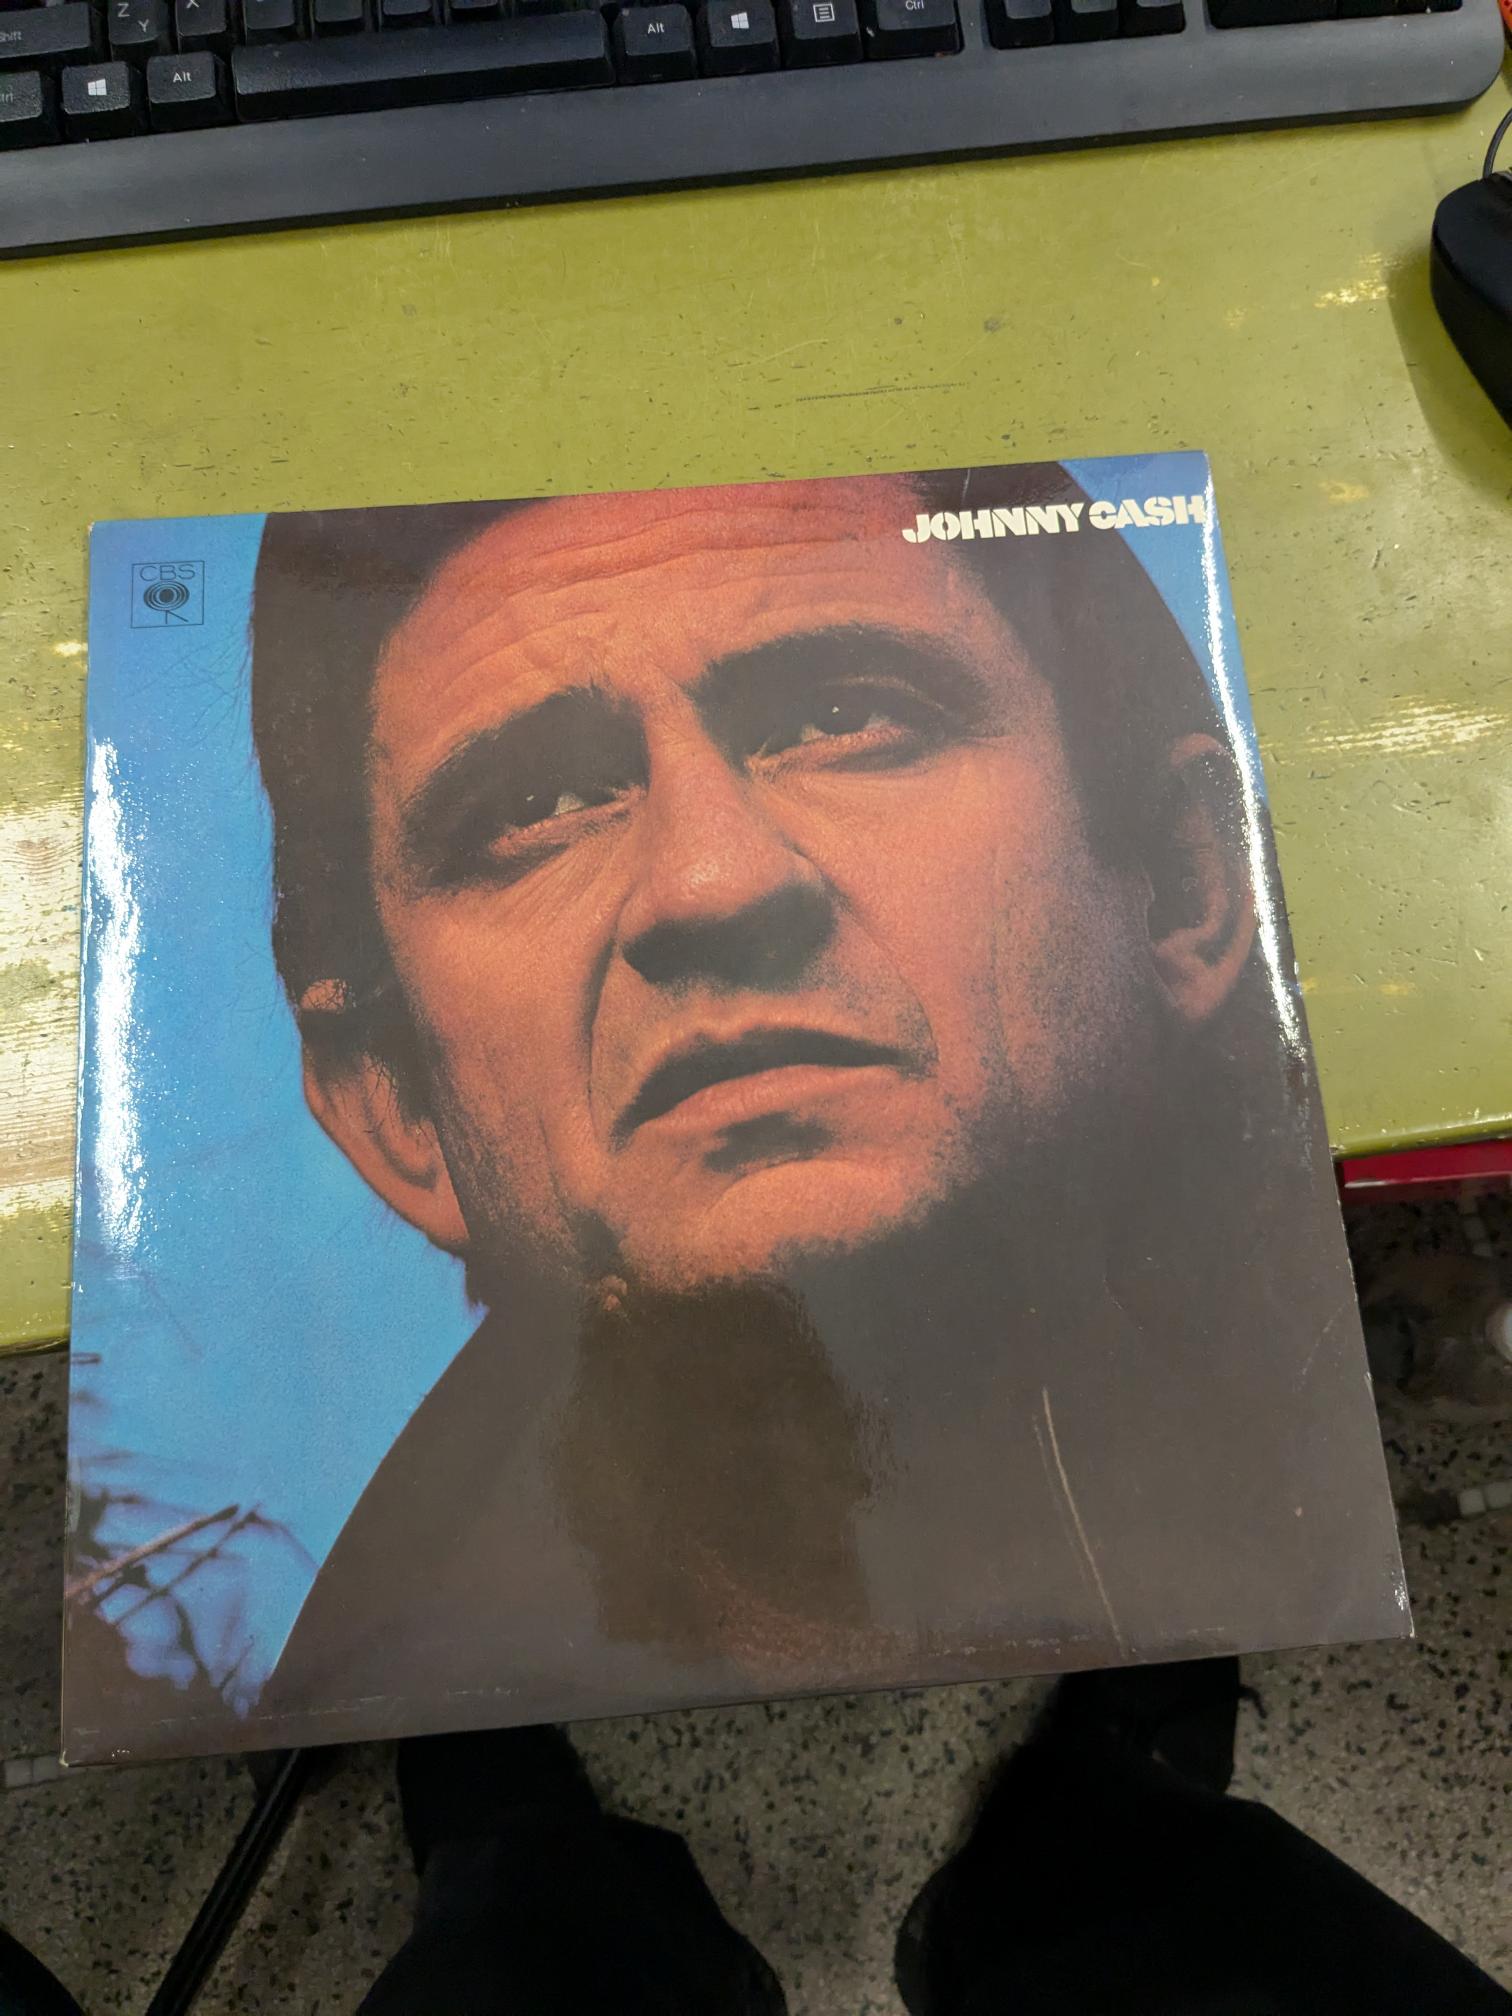 Z
X
Shift
Y
Alt
Ctrl
Alt
JOHNNY CASH
CBS